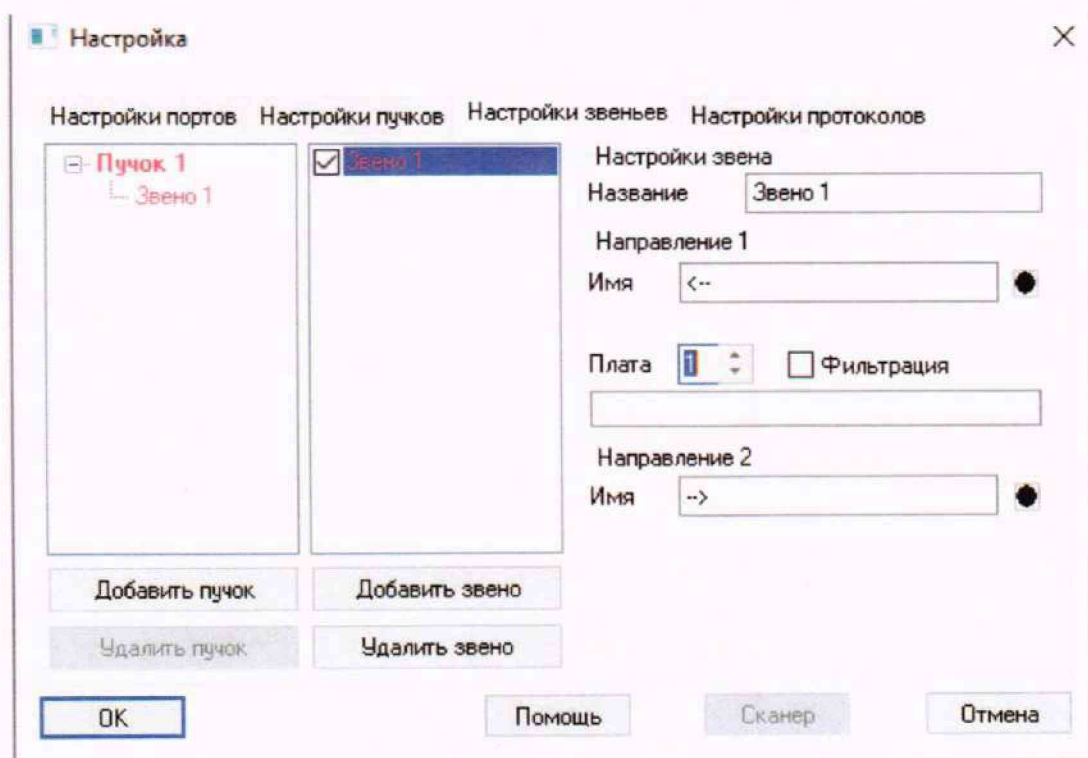 Настройка
Настройки портов Настройки пучков Настройки звеньев Настройки протоколов
Пучок 1
Звено 1
Звено 1
Настройки звена
Название Звено 1
Направление 1
Имя <--
Плата 1 Фильтрация
Направление 2
Имя -->
Добавить пучок Добавить звено
Удалить пучок Удалить звено
OK Помощь Сканер Отмена